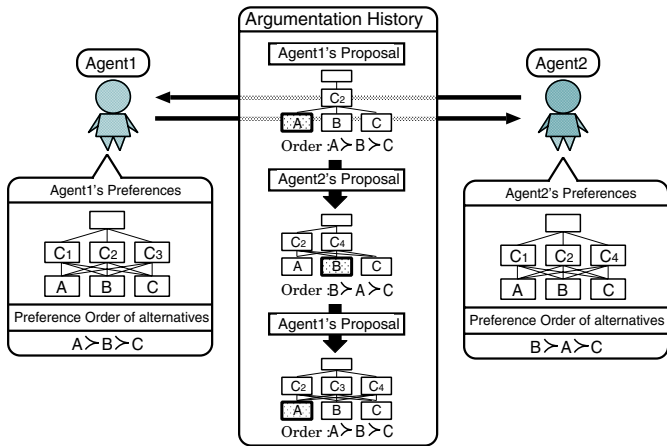 Argumentation History
Agent1
Agent2
Agent1's Proposal
C2
A B C
Order :A≻B≻C
Agent2's Proposal
C2 C4
A B C
Order :B≻A≻C
Agent1's Proposal
C2 C3 C4
A B C
Order :A≻B≻C
Agent1's Preferences
C1 C2 C3
A B C
Preference Order of alternatives
A≻B≻C
Agent2's Preferences
C1 C2 C4
A B C
Preference Order of alternatives
B≻A≻C